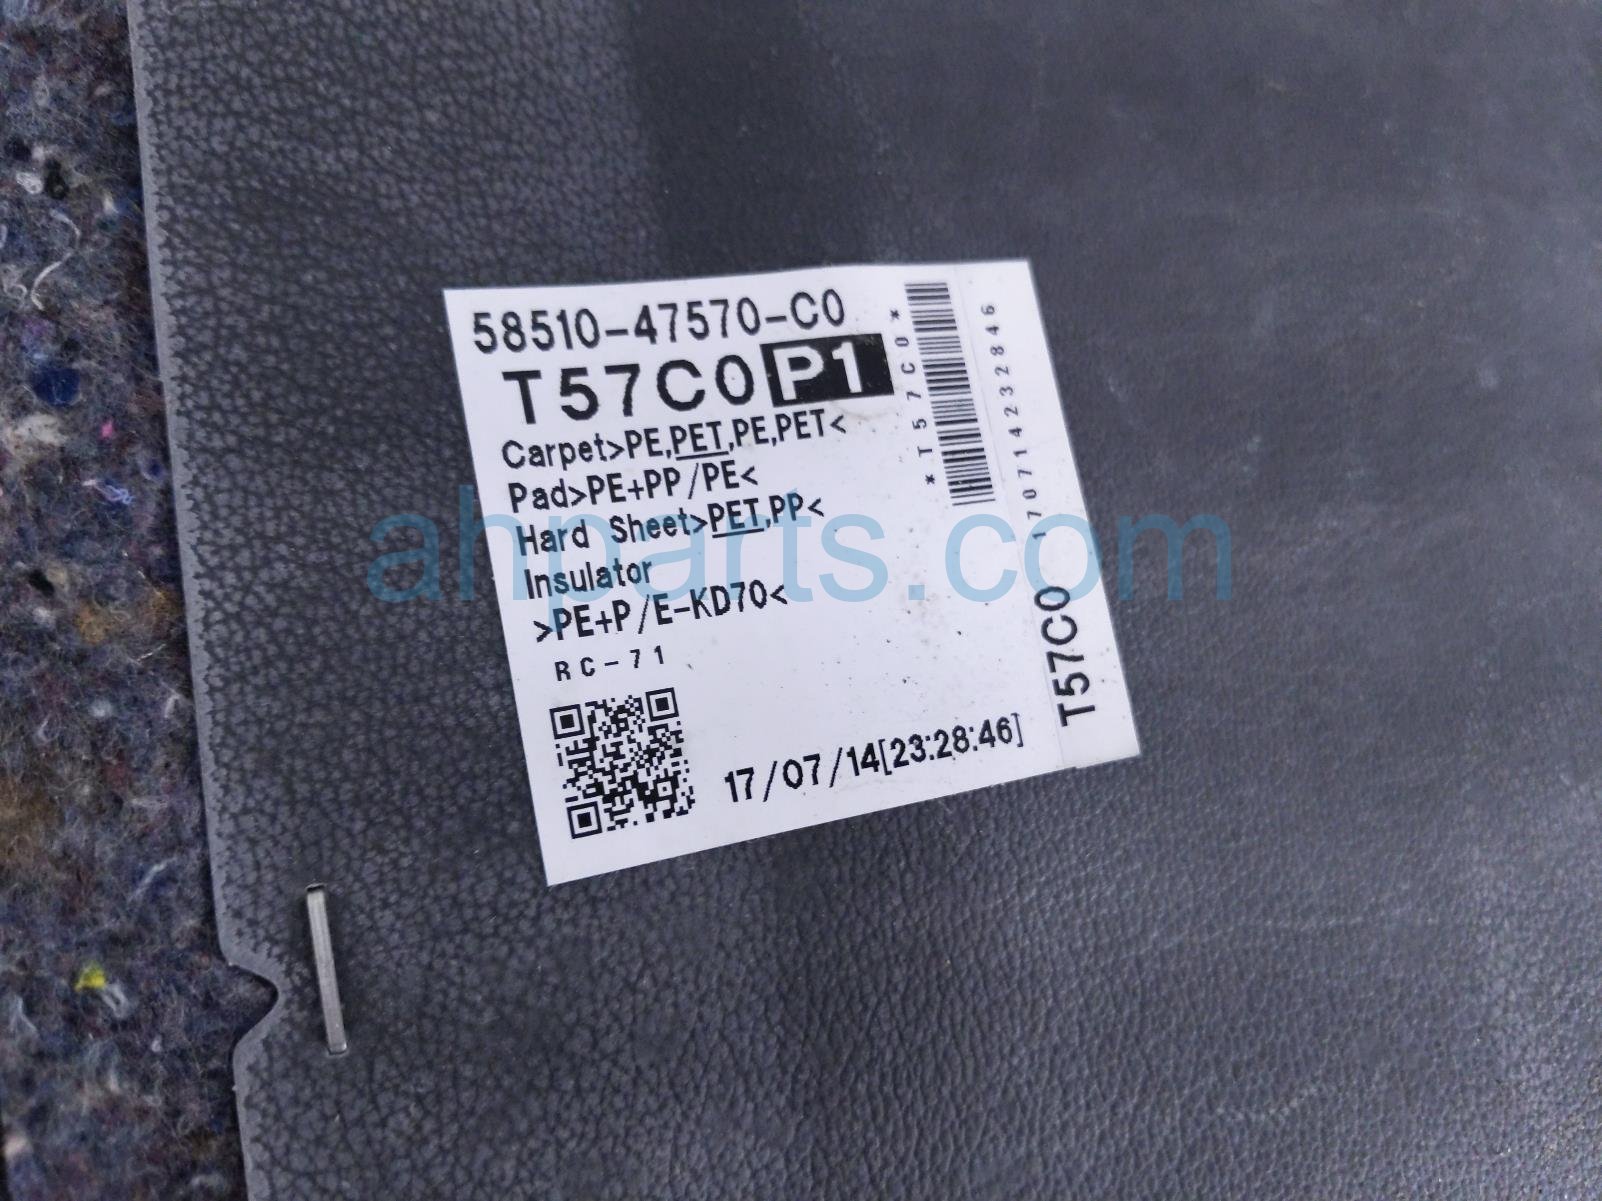 58510-47570-C0
T57C0 P1
Carpet>PE,PET,PE,PET<
Pad>PE+PP/PE<
Hard Sheet>PET,PP<
Insulator
>PE+P/E-KD70<
RC-71
17/07/14[23:28:46]
*T57C0*
T57C0 170714232846
ahparts.com